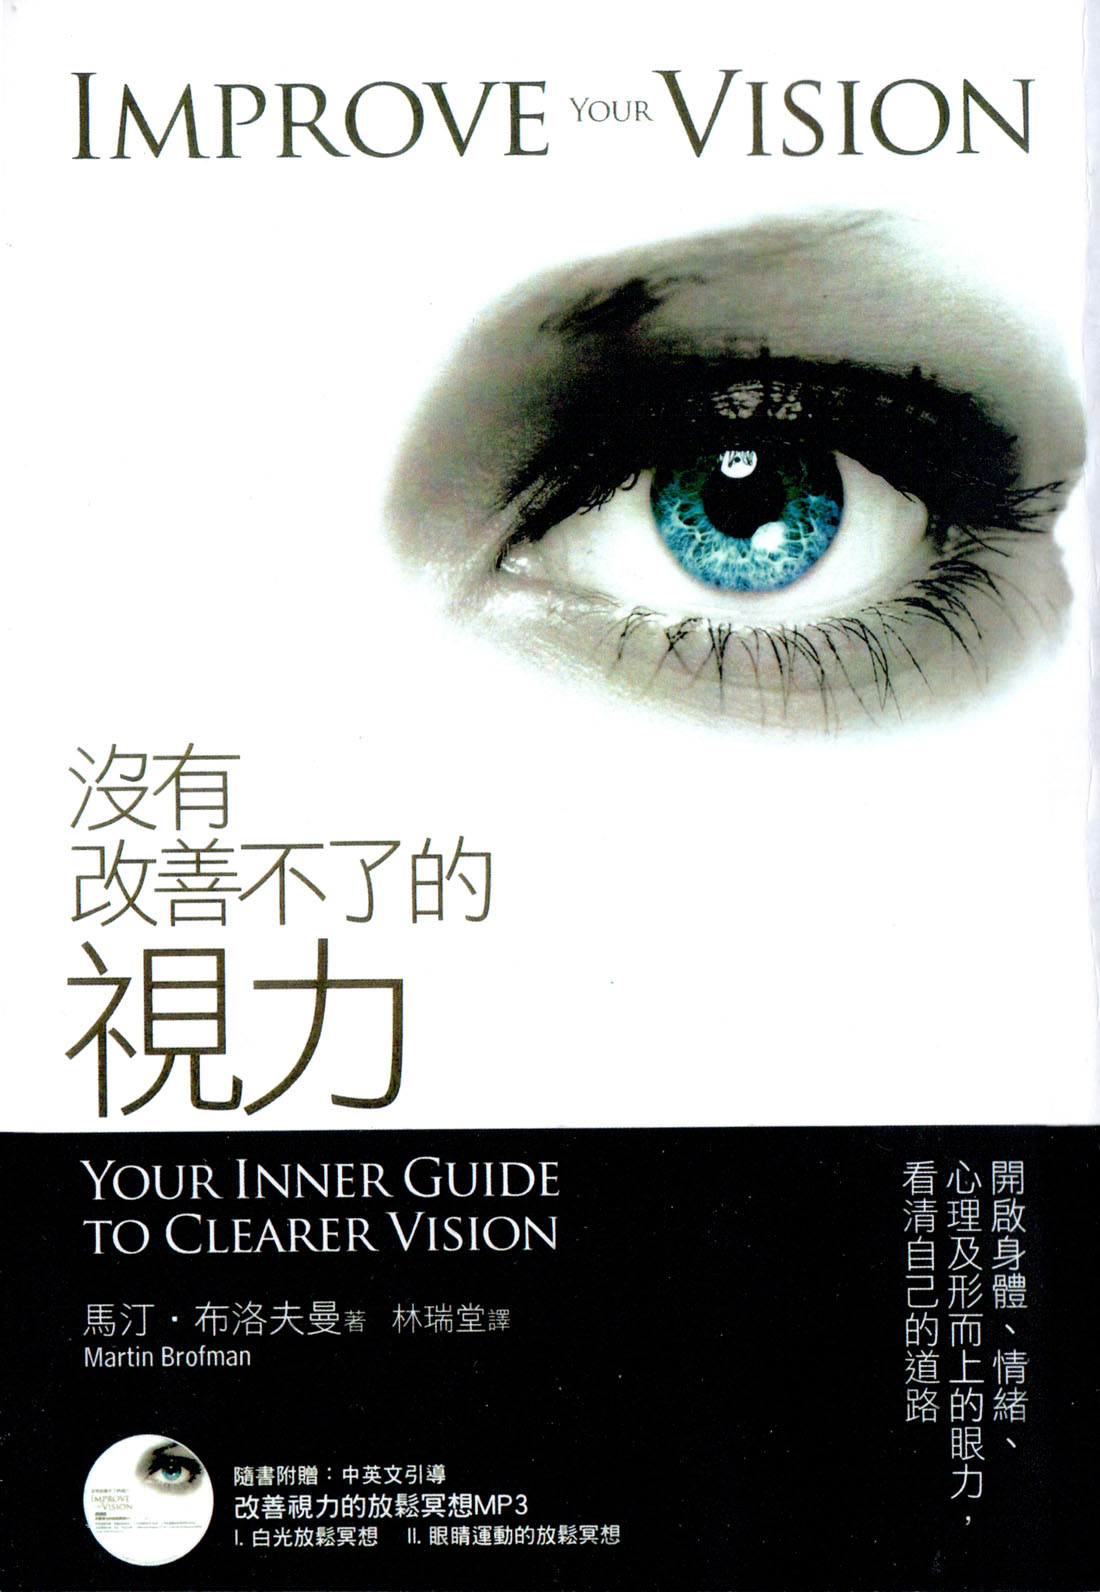 IMPROVE YOUR VISION
沒有
改善不了的
視力
YOUR INNER GUIDE
TO CLEARER VISION
馬汀・布洛夫曼著 林瑞堂譯
Martin Brofman
開啟身體、情緒、
心理及形而上的眼力，
看清自己的道路
隨書附贈：中英文引導
改善視力的放鬆冥想MP3
I. 白光放鬆冥想 II. 眼睛運動的放鬆冥想
IMPROVE
VISION